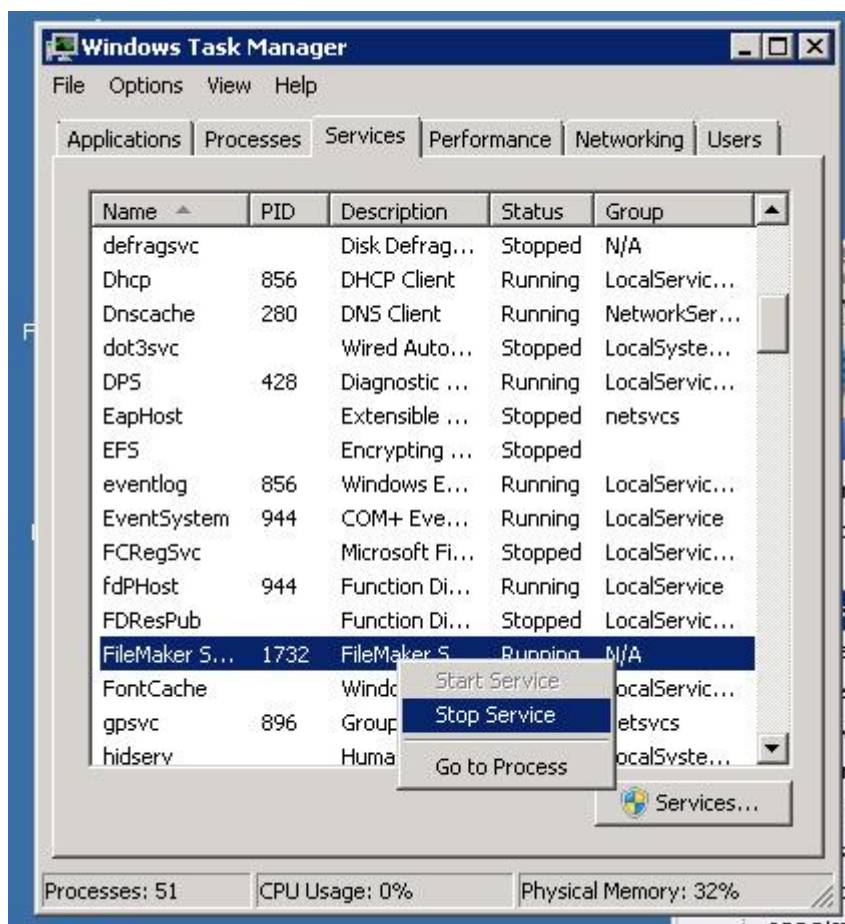 Windows Task Manager
File Options View Help
Applications Processes Services Performance Networking Users
Name PID Description Status Group
defragsvc Disk Defrag... Stopped N/A
Dhcp 856 DHCP Client Running LocalServic...
Dnscache 280 DNS Client Running NetworkSer...
dot3svc Wired Auto... Stopped LocalSyste...
DPS 428 Diagnostic ... Running LocalServic...
EapHost Extensible ... Stopped netsvcs
EFS Encrypting ... Stopped
eventlog 856 Windows E... Running LocalServic...
EventSystem 944 COM+ Eve... Running LocalService
FCRegSvc Microsoft Fi... Stopped LocalServic...
fdPHost 944 Function Di... Running LocalService
FDResPub Function Di... Stopped LocalServic...
FileMaker S... 1732 FileMaker S Running N/A
Start Service
FontCache Windo ocalServic...
Stop Service
gpsvc 896 Group etsvcs
hidserv Huma ocalSyste...
Go to Process
Services...
Processes: 51 CPU Usage: 0% Physical Memory: 32%